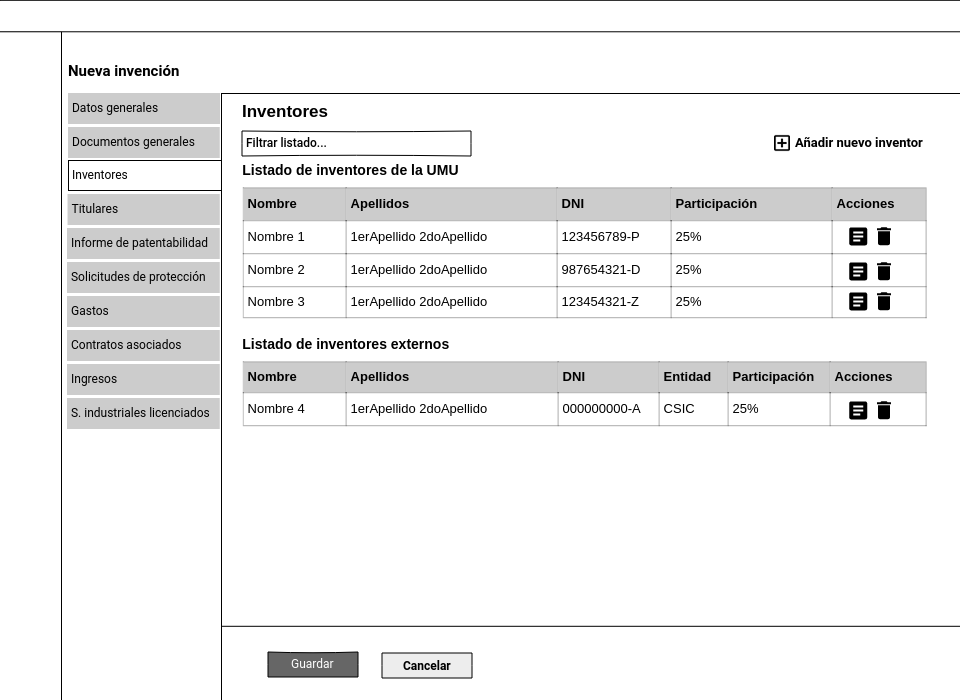 Nueva invención
Datos generales
Documentos generales
Inventores
Titulares
Informe de patentabilidad
Solicitudes de protección
Gastos
Contratos asociados
Ingresos
S. industriales licenciados
Inventores
Filtrar listado...
Añadir nuevo inventor
Listado de inventores de la UMU
Nombre Apellidos DNI Participación Acciones
Nombre 1 1erApellido 2doApellido 123456789-P 25%
Nombre 2 1erApellido 2doApellido 987654321-D 25%
Nombre 3 1erApellido 2doApellido 123454321-Z 25%
Listado de inventores externos
Nombre Apellidos DNI Entidad Participación Acciones
Nombre 4 1erApellido 2doApellido 000000000-A CSIC 25%
Guardar Cancelar